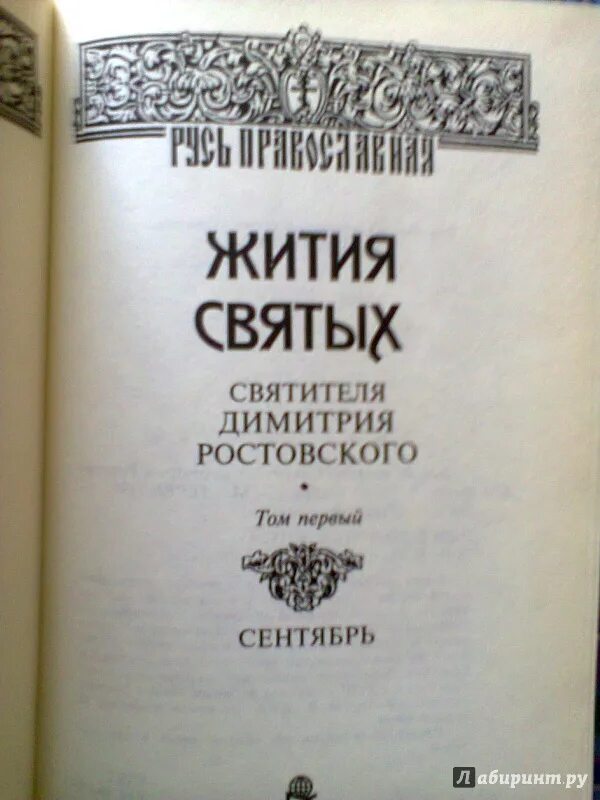 РУСЬ ПРАВОСЛАВНАЯ
ЖИТИЯ
СВЯТЫХ
СВЯТИТЕЛЯ
ДИМИТРИЯ
РОСТОВСКОГО
•
Том первый
СЕНТЯБРЬ
Лабиринт.ру